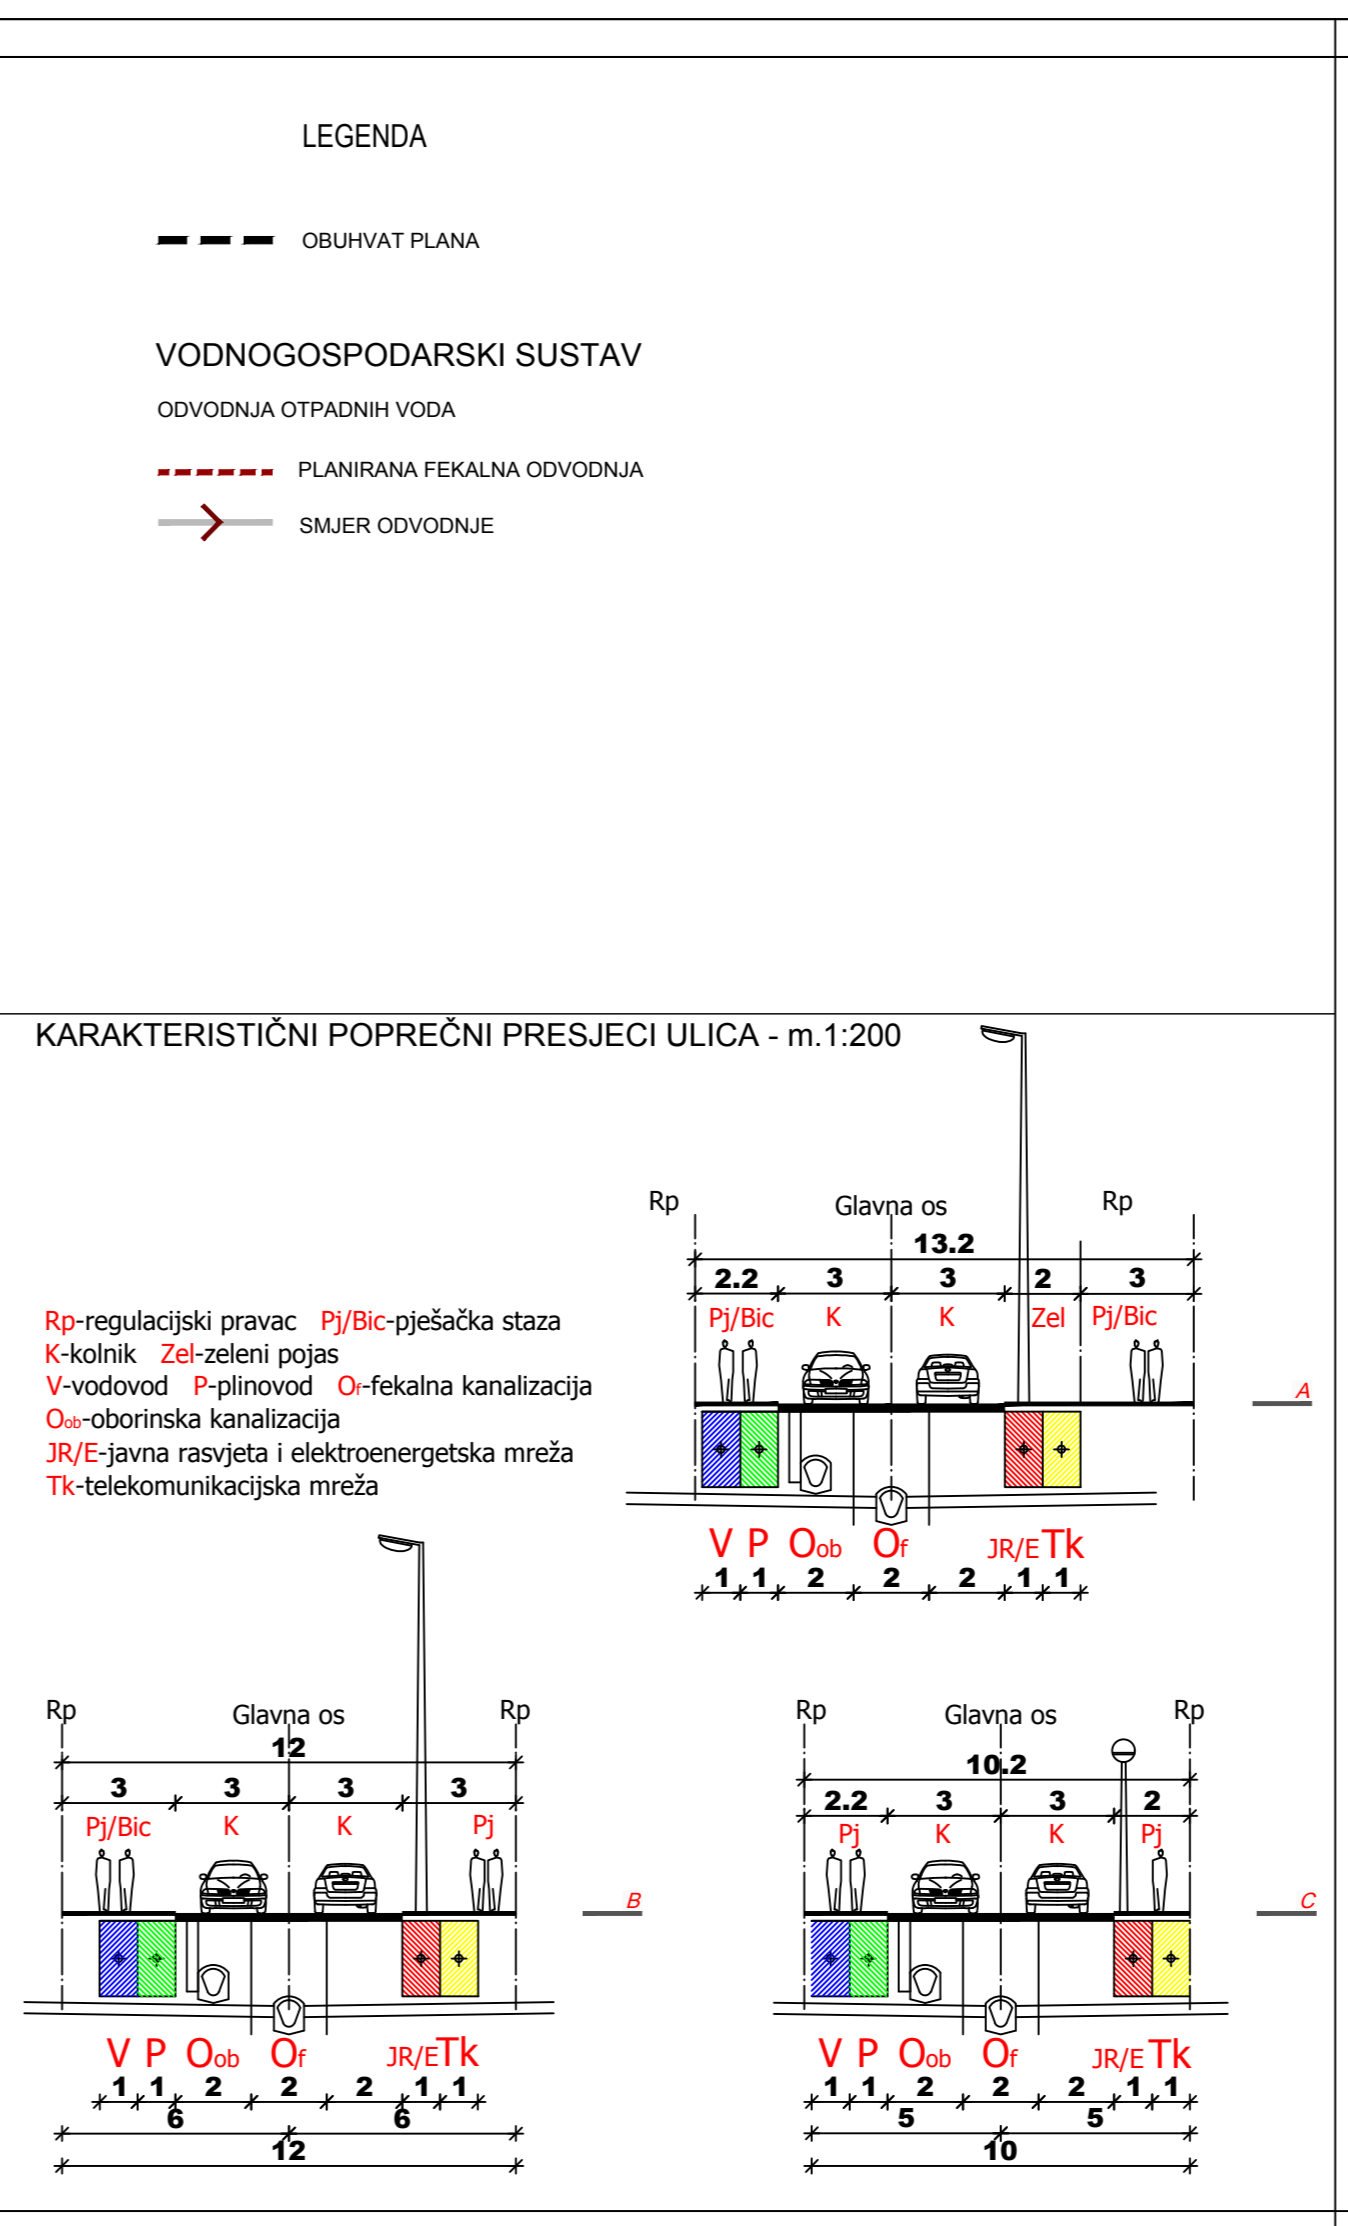 LEGENDA
OBUHVAT PLANA
VODNOGOSPODARSKI SUSTAV
ODVODNJA OTPADNIH VODA
PLANIRANA FEKALNA ODVODNJA
SMJER ODVODNJE
KARAKTERISTIČNI POPREČNI PRESJECI ULICA - m.1:200
Rp-regulacijski pravac Pj/Bic-pješačka staza
K-kolnik Zel-zeleni pojas
V-vodovod P-plinovod Of-fekalna kanalizacija
Oob-oborinska kanalizacija
JR/E-javna rasvjeta i elektroenergetska mreža
Tk-telekomunikacijska mreža
Rp Glavna os Rp
13.2
2.2 3 3 2 3
Pj/Bic K K Zel Pj/Bic
A
V P Oob Of JR/E Tk
1 1 2 2 2 1 1
Rp Glavna os Rp
12
3 3 3 3
Pj/Bic K K Pj
B
V P Oob Of JR/E Tk
1 1 2 2 2 1 1
6 6
12
Rp Glavna os Rp
10.2
2.2 3 3 2
Pj K K Pj
C
V P Oob Of JR/E Tk
1 1 2 2 2 1 1
5 5
10